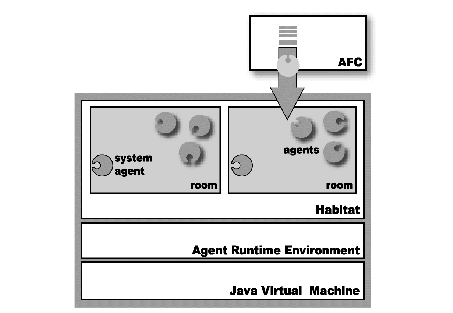 AFC
system
agent
agents
room
room
Habitat
Agent Runtime Environment
Java Virtual Machine